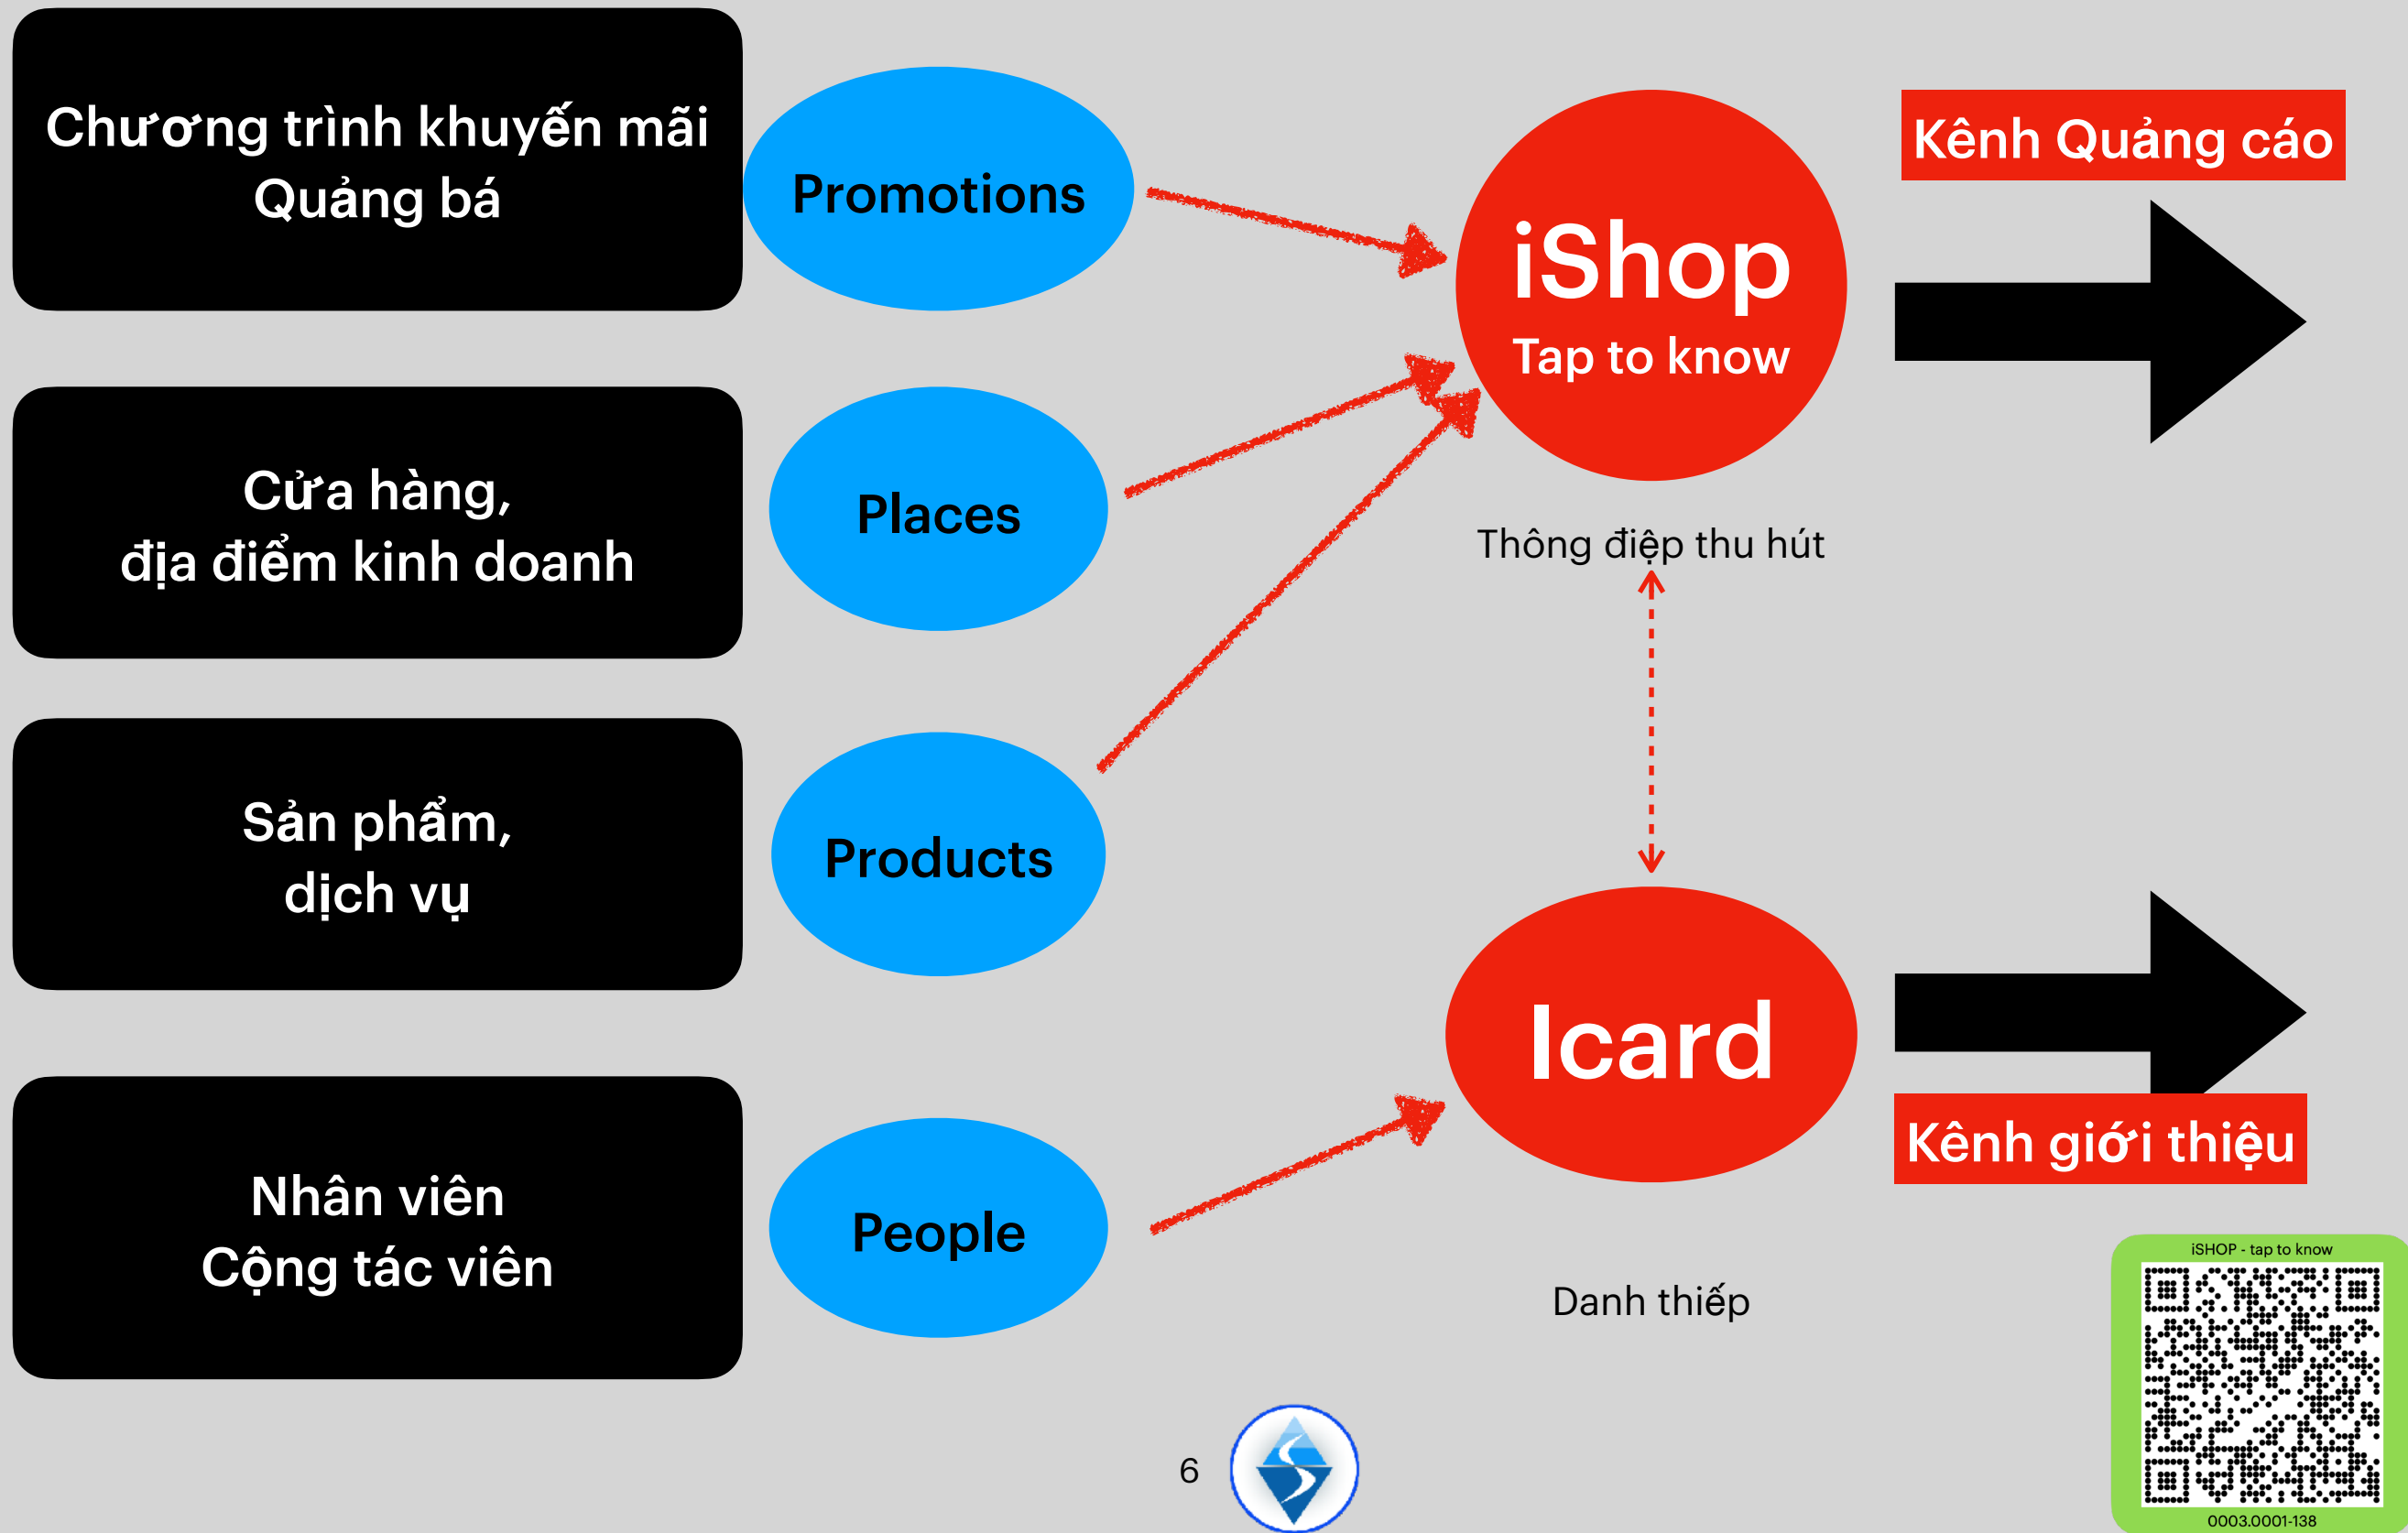 Chương trình khuyến mãi
Quảng bá
Promotions
iShop
Tap to know
Kênh Quảng cáo
Cửa hàng,
địa điểm kinh doanh
Places
Thông điệp thu hút
Sản phẩm,
dịch vụ
Products
Icard
Kênh giới thiệu
Nhân viên
Cộng tác viên
People
Danh thiếp
iSHOP - tap to know
0003.0001-138
6